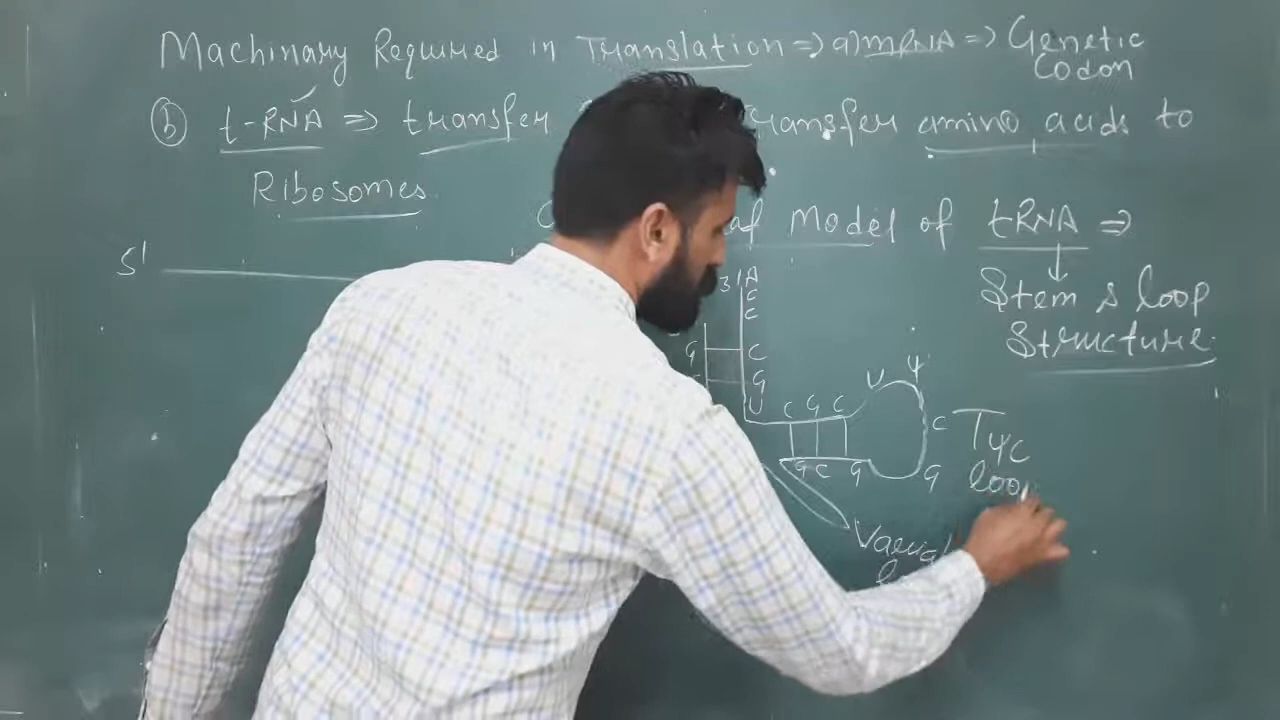 Machinary Required in Translation => a) mRNA => Genetic
Codon
(b) t-RNA => transfer transfer amino acids to
Ribosomes.
af Model of tRNA =>
5'
Stem & loop
Structure.
3' A
C
C
G C
G
U C G C U Ψ
C
G C G G
TΨC
loop